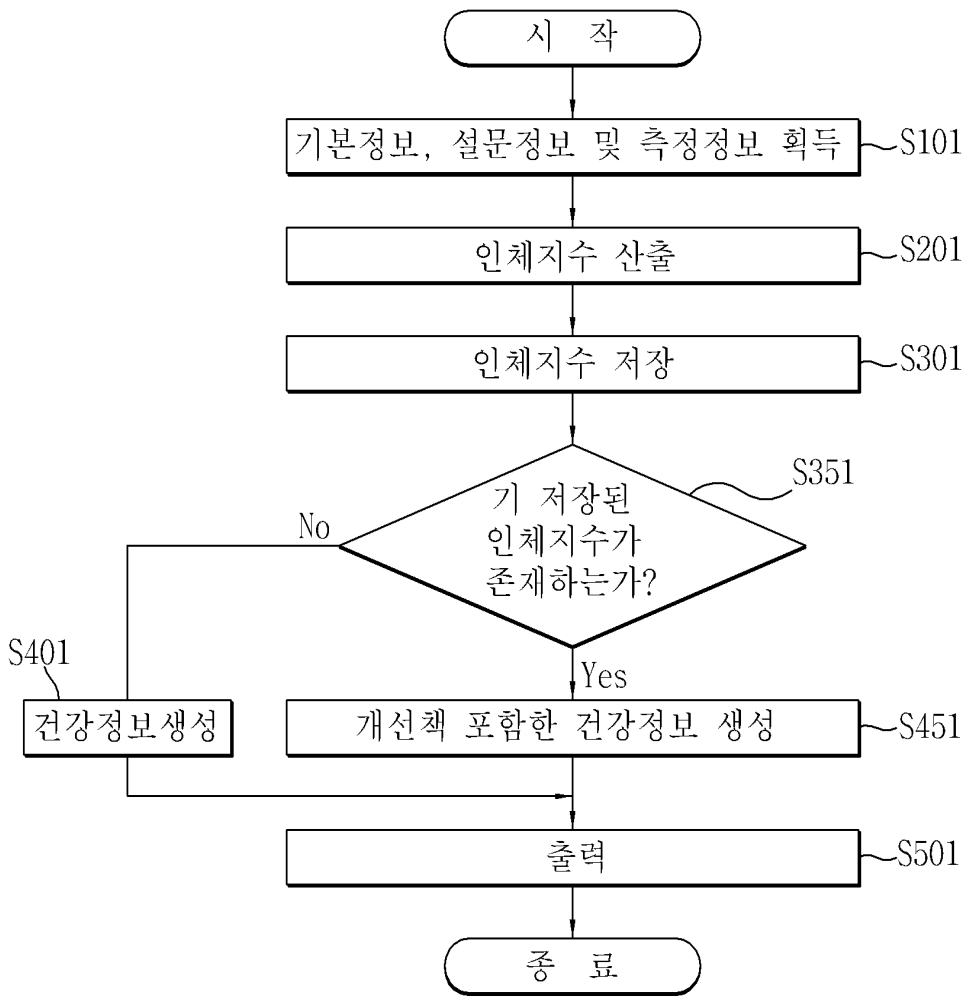 시 작
기본정보, 설문정보 및 측정정보 획득
S101
인체지수 산출
S201
인체지수 저장
S301
기 저장된
인체지수가
존재하는가?
S351
No
Yes
S401
건강정보생성
개선책 포함한 건강정보 생성
S451
출력
S501
종 료